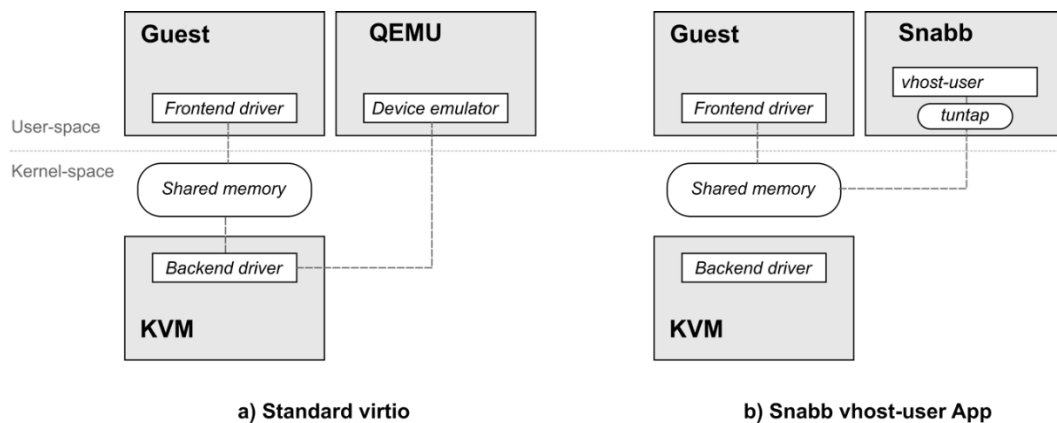 Guest
QEMU
Guest
Snabb
Frontend driver
Device emulator
Frontend driver
vhost-user
tuntap
User-space
Kernel-space
Shared memory
Shared memory
Backend driver
Backend driver
KVM
KVM
a) Standard virtio
b) Snabb vhost-user App